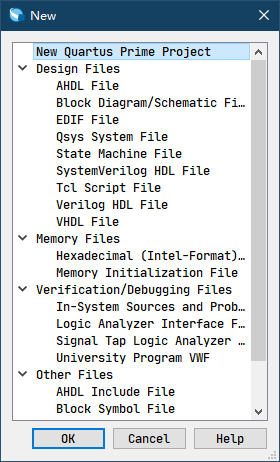 New
New Quartus Prime Project
Design Files
AHDL File
Block Diagram/Schematic Fi...
EDIF File
Qsys System File
State Machine File
SystemVerilog HDL File
Tcl Script File
Verilog HDL File
VHDL File
Memory Files
Hexadecimal (Intel-Format)...
Memory Initialization File
Verification/Debugging Files
In-System Sources and Prob...
Logic Analyzer Interface F...
Signal Tap Logic Analyzer ...
University Program VWF
Other Files
AHDL Include File
Block Symbol File
OK Cancel Help